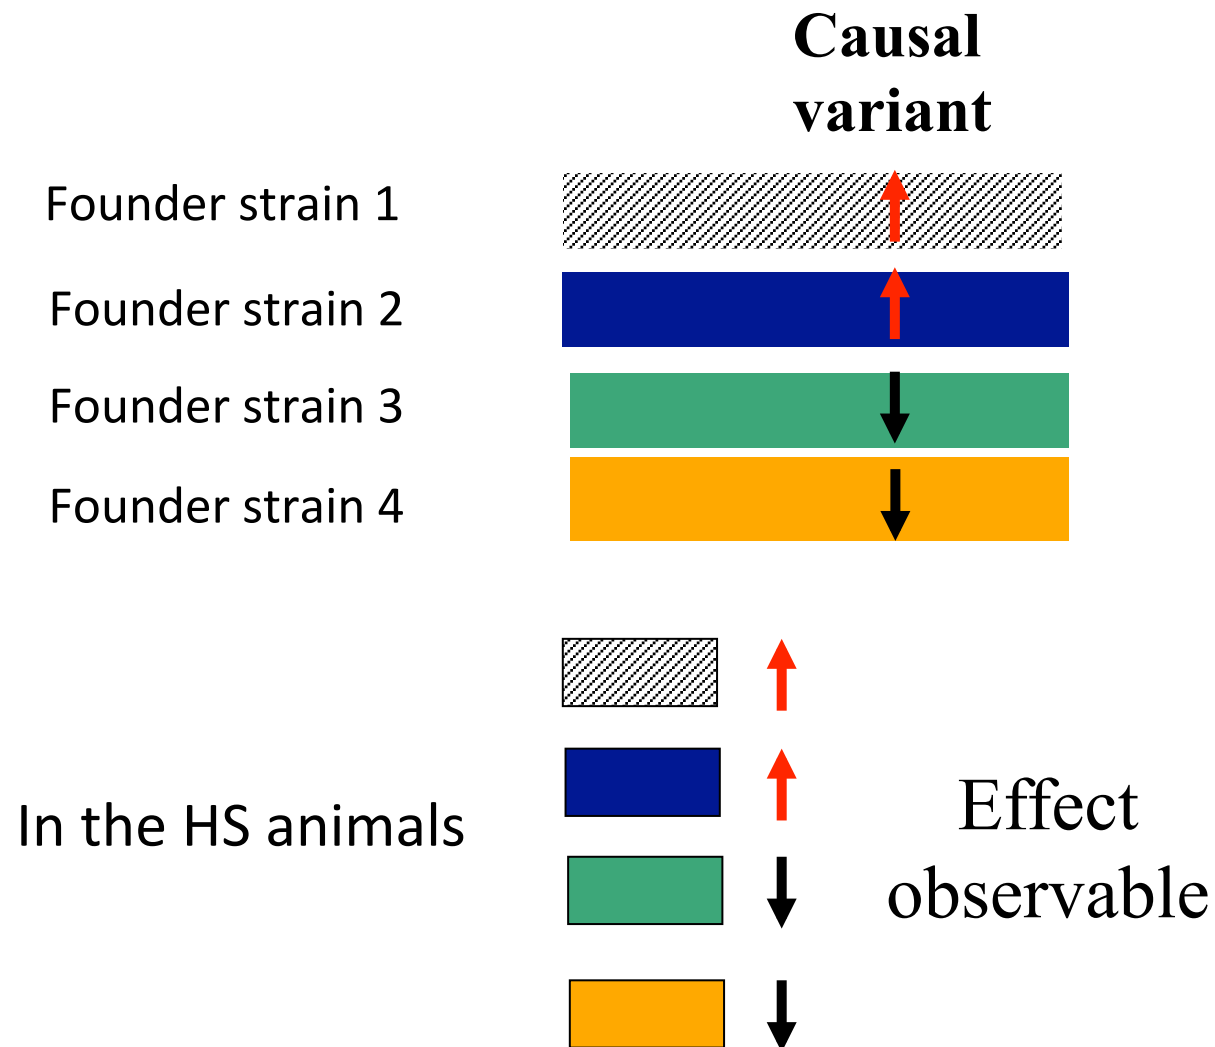 Causal
variant
Founder strain 1
Founder strain 2
Founder strain 3
Founder strain 4
In the HS animals
Effect
observable